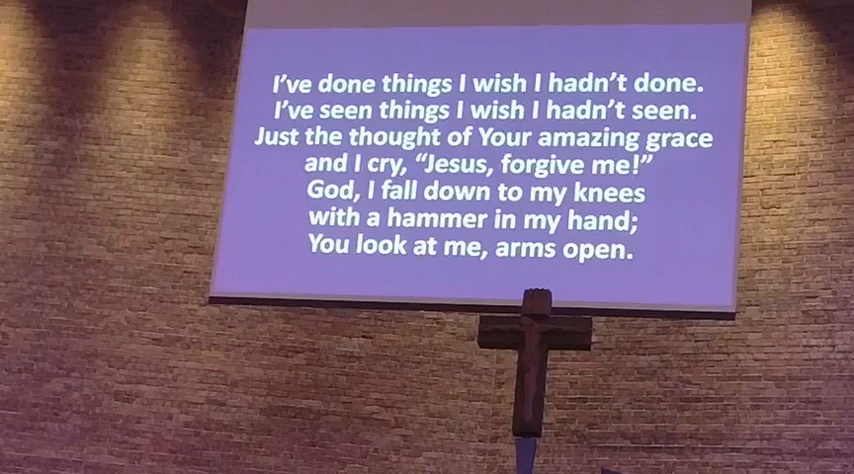 I've done things I wish I hadn't done.
I've seen things I wish I hadn't seen.
Just the thought of Your amazing grace
and I cry, “Jesus, forgive me!”
God, I fall down to my knees
with a hammer in my hand;
You look at me, arms open.